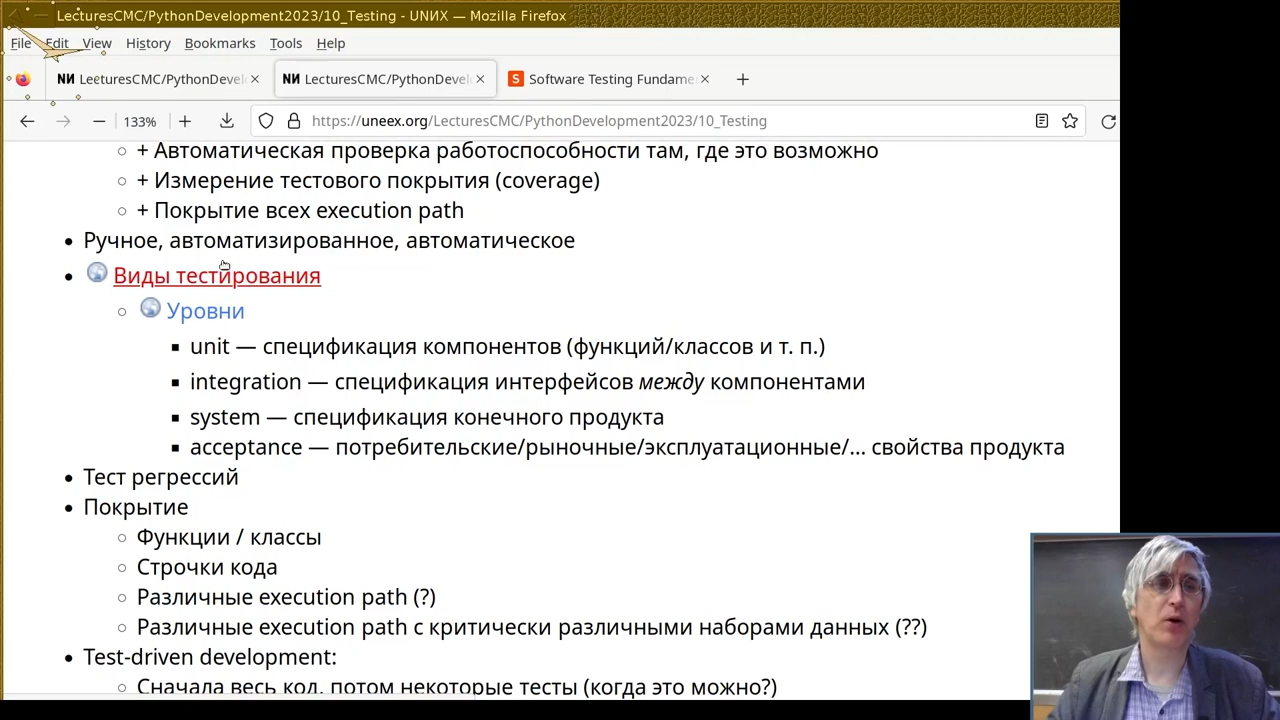 LecturesCMC/PythonDevelopment2023/10_Testing - UNИX — Mozilla Firefox
File Edit View History Bookmarks Tools Help
NИ LecturesCMC/PythonDevel
NИ LecturesCMC/PythonDevel
S Software Testing Fundame
133%
https://uneex.org/LecturesCMC/PythonDevelopment2023/10_Testing
+ Автоматическая проверка работоспособности там, где это возможно
+ Измерение тестового покрытия (coverage)
+ Покрытие всех execution path
Ручное, автоматизированное, автоматическое
Виды тестирования
Уровни
unit — спецификация компонентов (функций/классов и т. п.)
integration — спецификация интерфейсов между компонентами
system — спецификация конечного продукта
acceptance — потребительские/рыночные/эксплуатационные/... свойства продукта
Тест регрессий
Покрытие
Функции / классы
Строчки кода
Различные execution path (?)
Различные execution path с критически различными наборами данных (??)
Test-driven development:
Сначала весь код, потом некоторые тесты (когда это можно?)